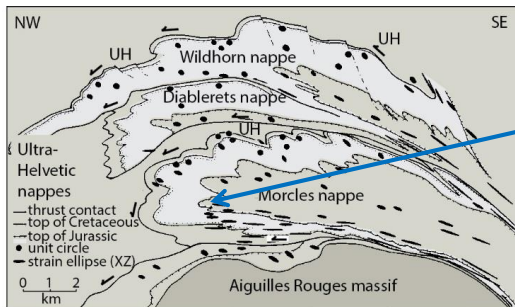 NW
SE
UH
UH
Wildhorn nappe
Diablerets nappe
UH
Morcles nappe
Ultra-
Helvetic
nappes
thrust contact
top of Cretaceous
top of Jurassic
unit circle
strain ellipse (XZ)
0 2
km
Aiguilles Rouges massif